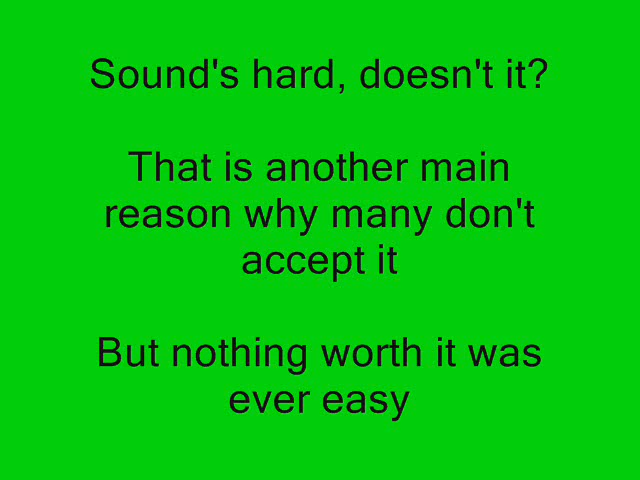 Sound's hard, doesn't it?
That is another main
reason why many don't
accept it
But nothing worth it was
ever easy